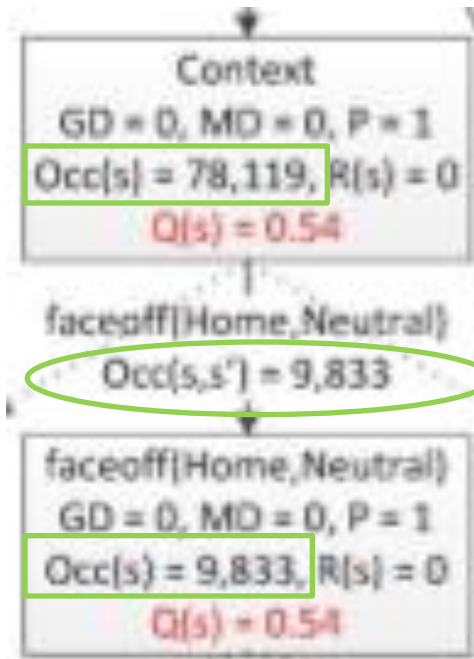 Context
GD = 0, MD = 0, P = 1
Occ(s) = 78,119, R(s) = 0
Q(s) = 0.54
faceoff(Home,Neutral)
Occ(s,s') = 9,833
faceoff(Home,Neutral)
GD = 0, MD = 0, P = 1
Occ(s) = 9,833, R(s) = 0
Q(s) = 0.54